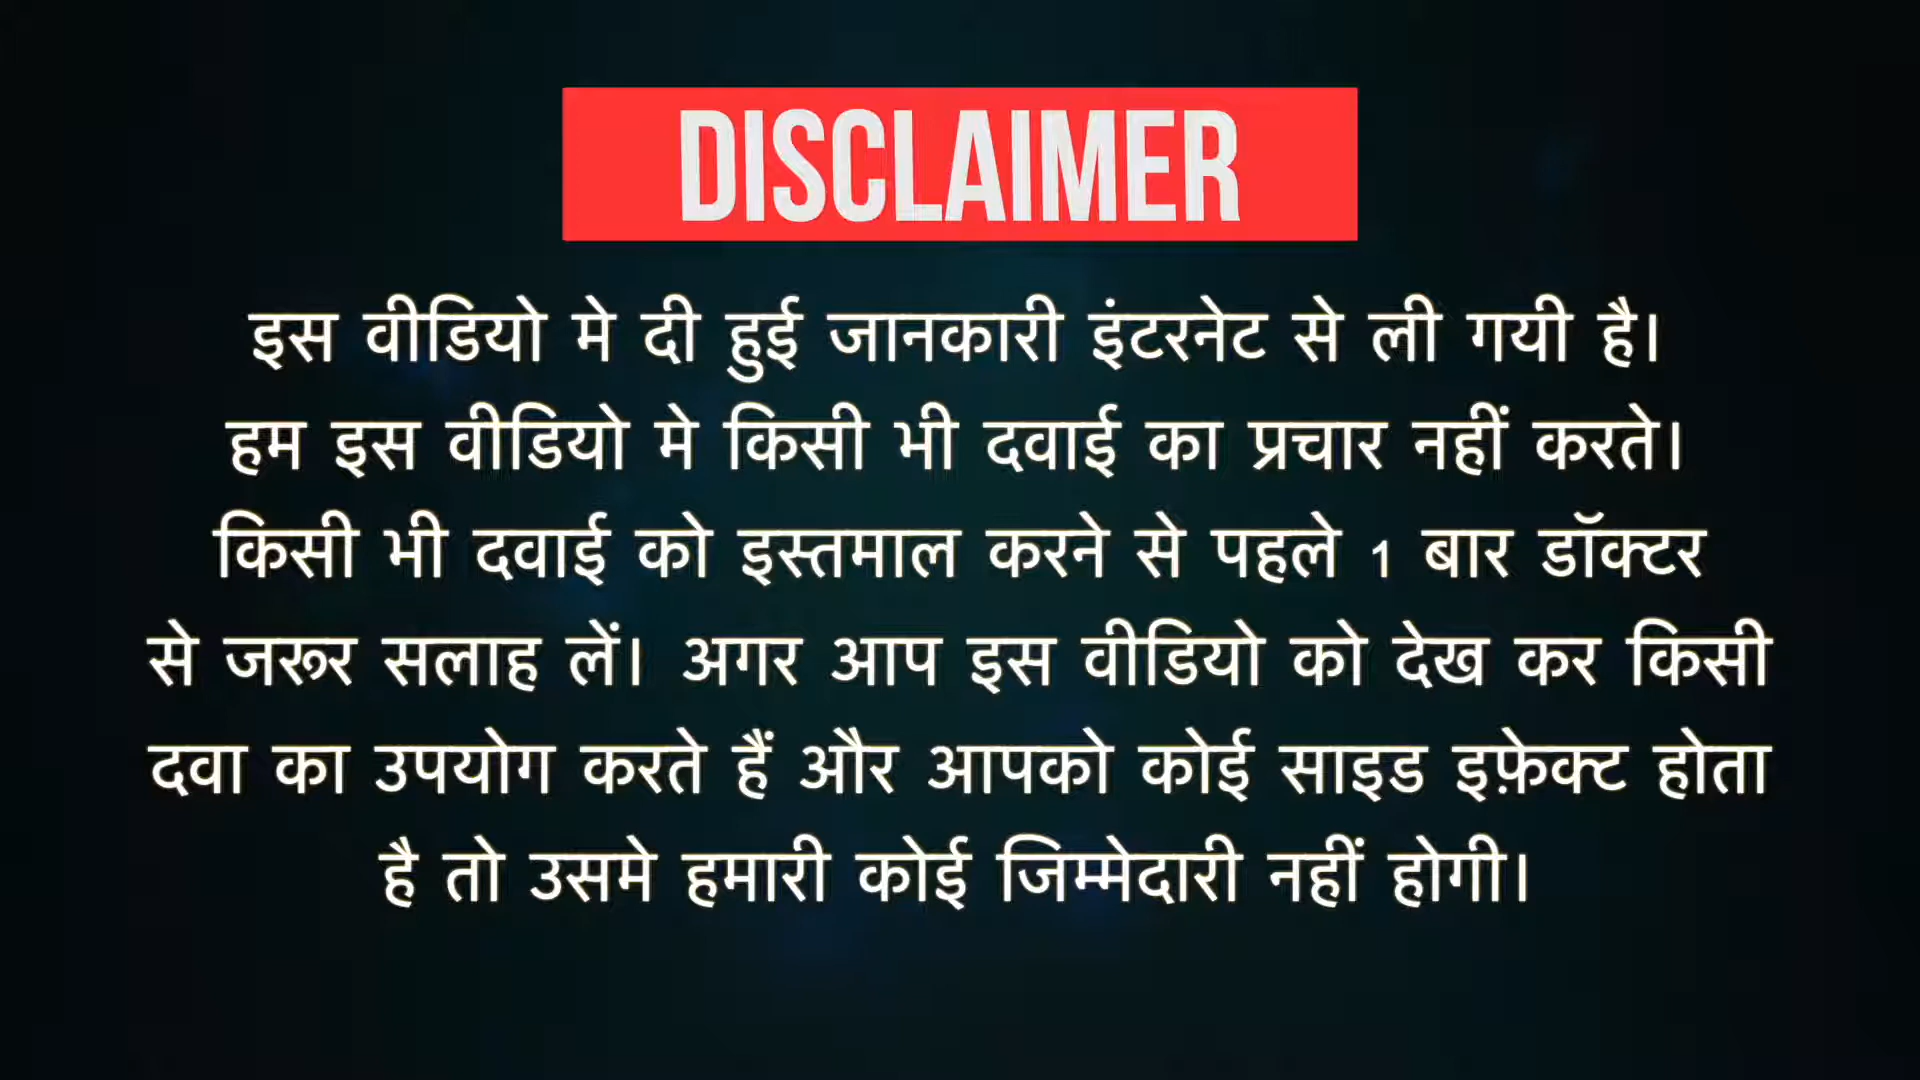 DISCLAIMER
इस वीडियो मे दी हुई जानकारी इंटरनेट से ली गयी है।
हम इस वीडियो मे किसी भी दवाई का प्रचार नहीं करते।
किसी भी दवाई को इस्तमाल करने से पहले 1 बार डॉक्टर
से जरूर सलाह लें। अगर आप इस वीडियो को देख कर किसी
दवा का उपयोग करते हैं और आपको कोई साइड इफ़ेक्ट होता
है तो उसमे हमारी कोई जिम्मेदारी नहीं होगी।